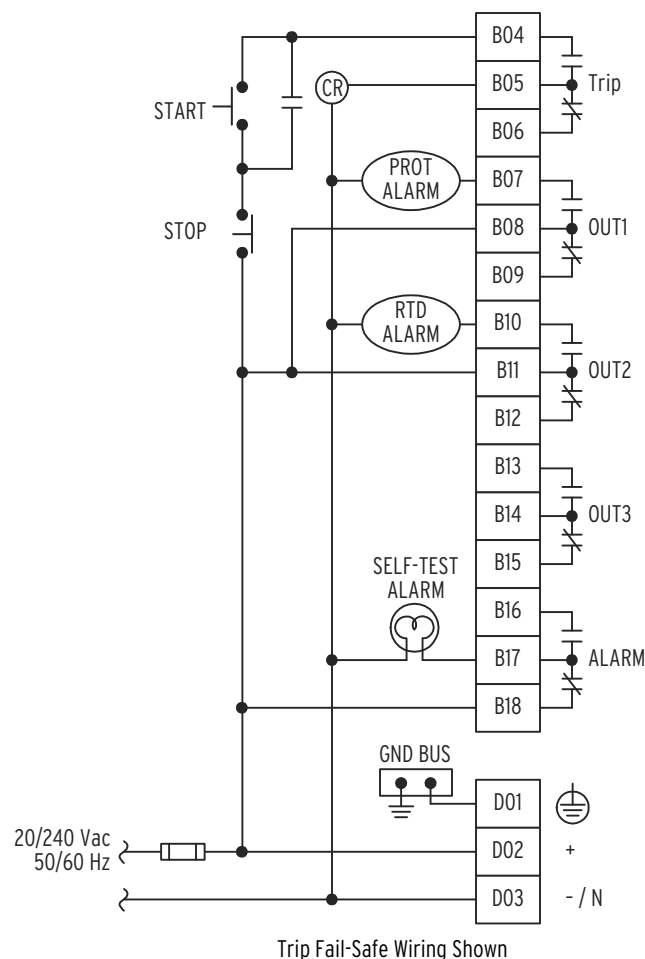 B04
START
CR
B05
Trip
B06
PROT
ALARM
B07
STOP
B08
OUT1
B09
RTD
ALARM
B10
B11
OUT2
B12
B13
B14
OUT3
B15
SELF-TEST
ALARM
B16
B17
ALARM
B18
GND BUS
D01
20/240 Vac
50/60 Hz
D02
+
D03
- / N
Trip Fail-Safe Wiring Shown